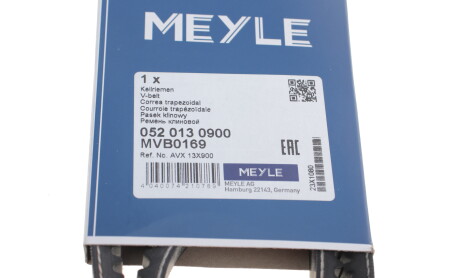 MEYLE
1 x
Keilriemen
V-belt
Correa trapezoidal
Courroie trapézoïdale
Pasek klinowy
Ремень клиновой
052 013 0900
MVB0169
Ref. No. AVX 13X900
EAC
MEYLE
MEYLE AG
Hamburg 22143, Germany